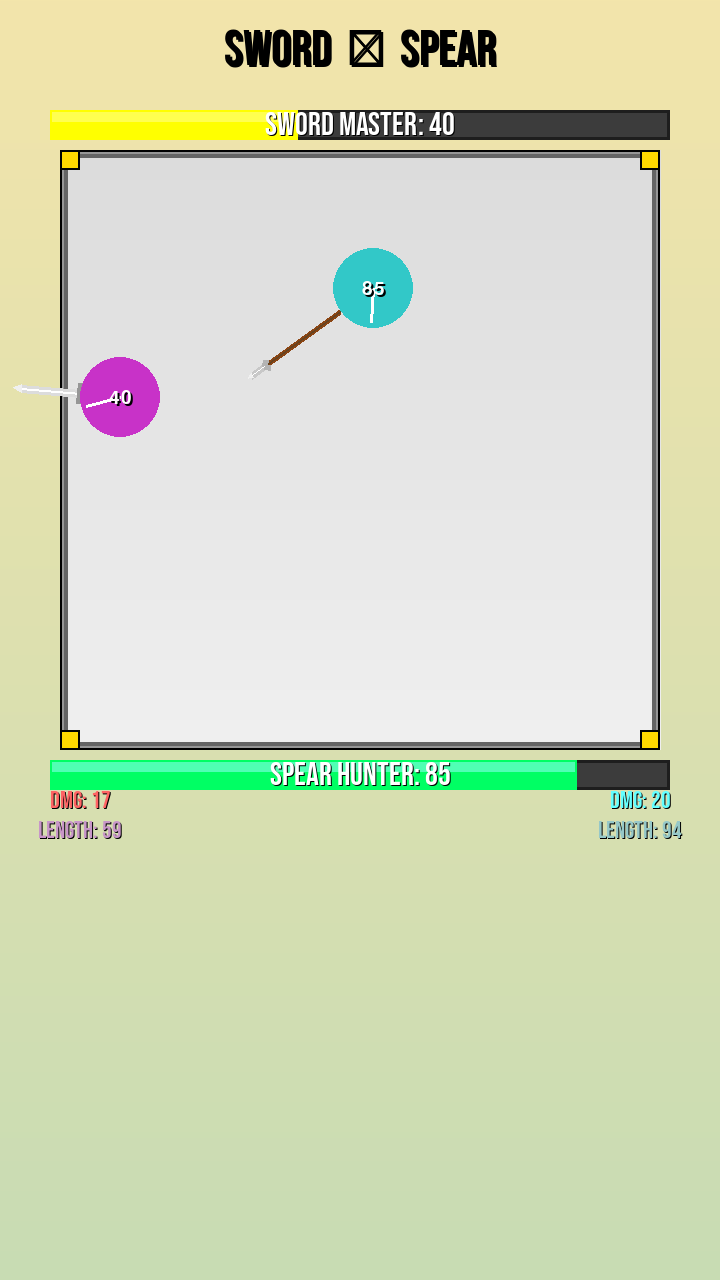 SWORD ☒ SPEAR
SWORD MASTER: 40
85
40
SPEAR HUNTER: 85
DMG: 17 DMG: 20
LENGTH: 59 LENGTH: 94